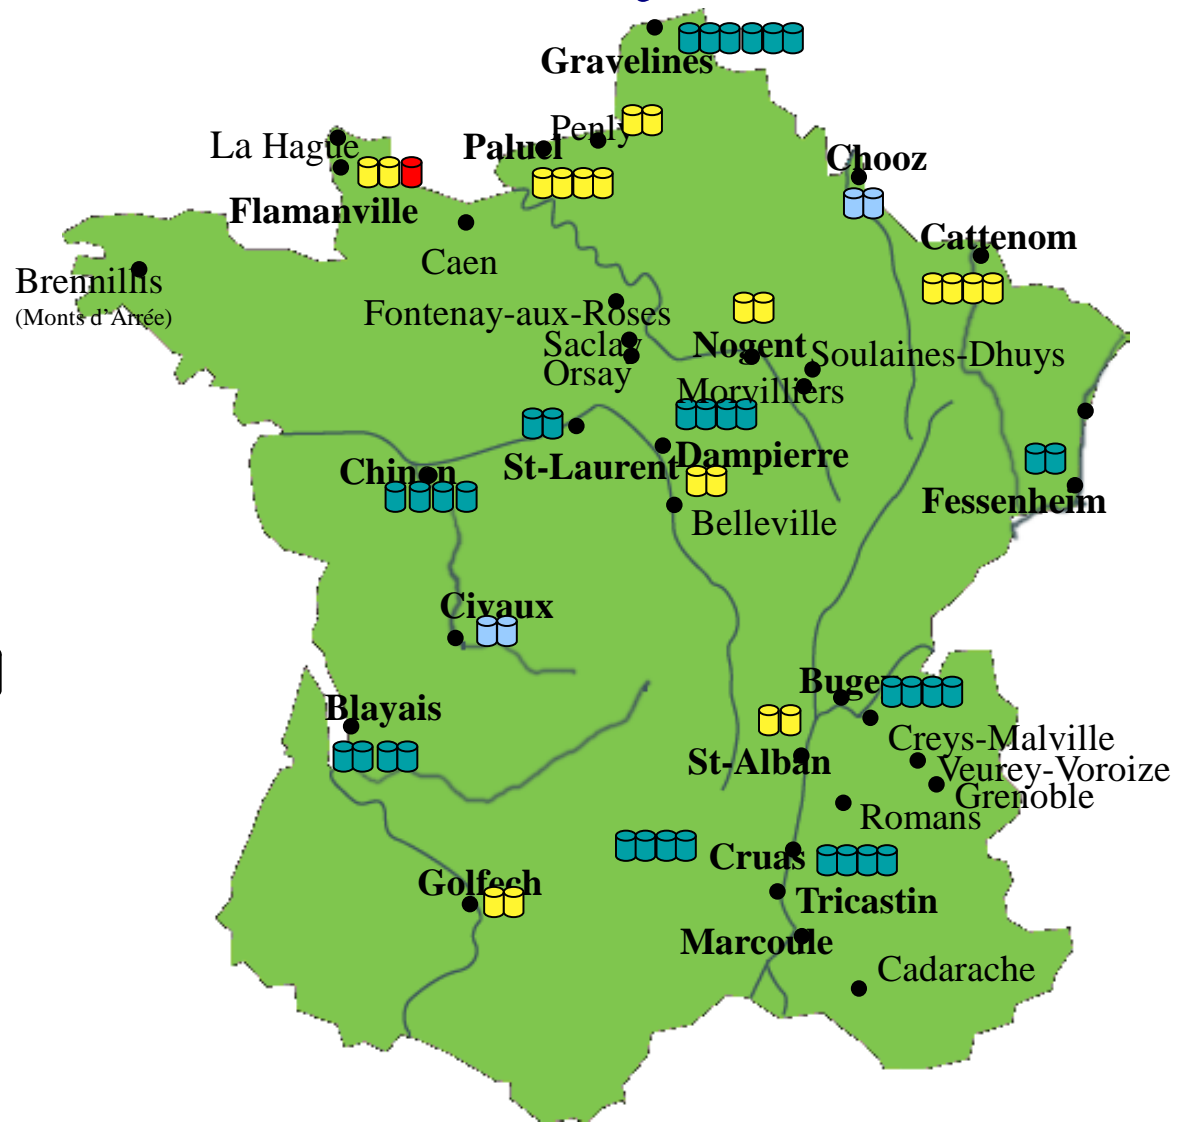 Gravelines
Penly
Paluel
La Hague
Chooz
Flamanville
Cattenom
Caen
Brennillis
(Monts d'Arrée)
Fontenay-aux-Roses
Saclay
Nogent
Soulaines-Dhuys
Orsay
Morvilliers
Dampierre
St-Laurent
Chinon
Fessenheim
Belleville
Civaux
Bugey
Blayais
Creys-Malville
St-Alban
Veurey-Voroize
Grenoble
Romans
Cruas
Golfech
Tricastin
Marcoule
Cadarache